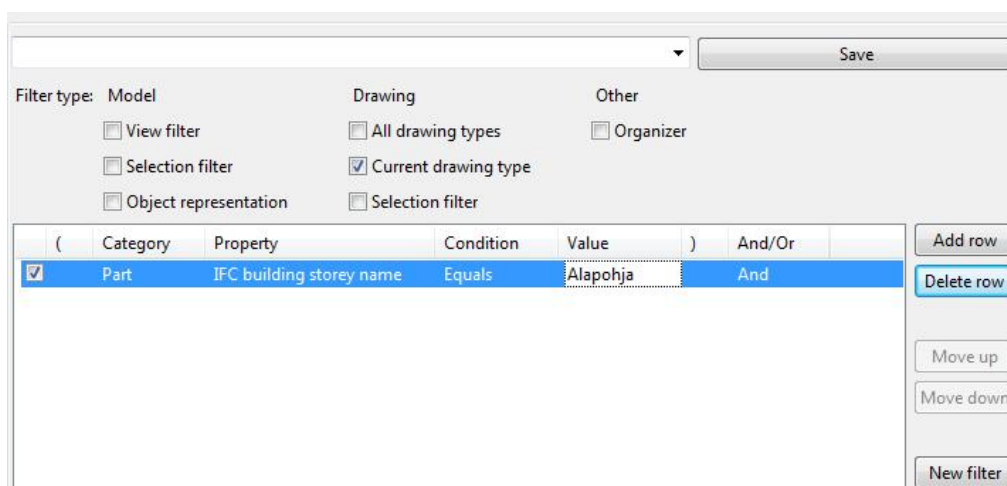 Save
Filter type: Model Drawing Other
View filter All drawing types Organizer
Selection filter Current drawing type
Object representation Selection filter
( Category Property Condition Value ) And/Or Add row
Part IFC building storey name Equals Alapohja And
Delete row
Move up
Move down
New filter